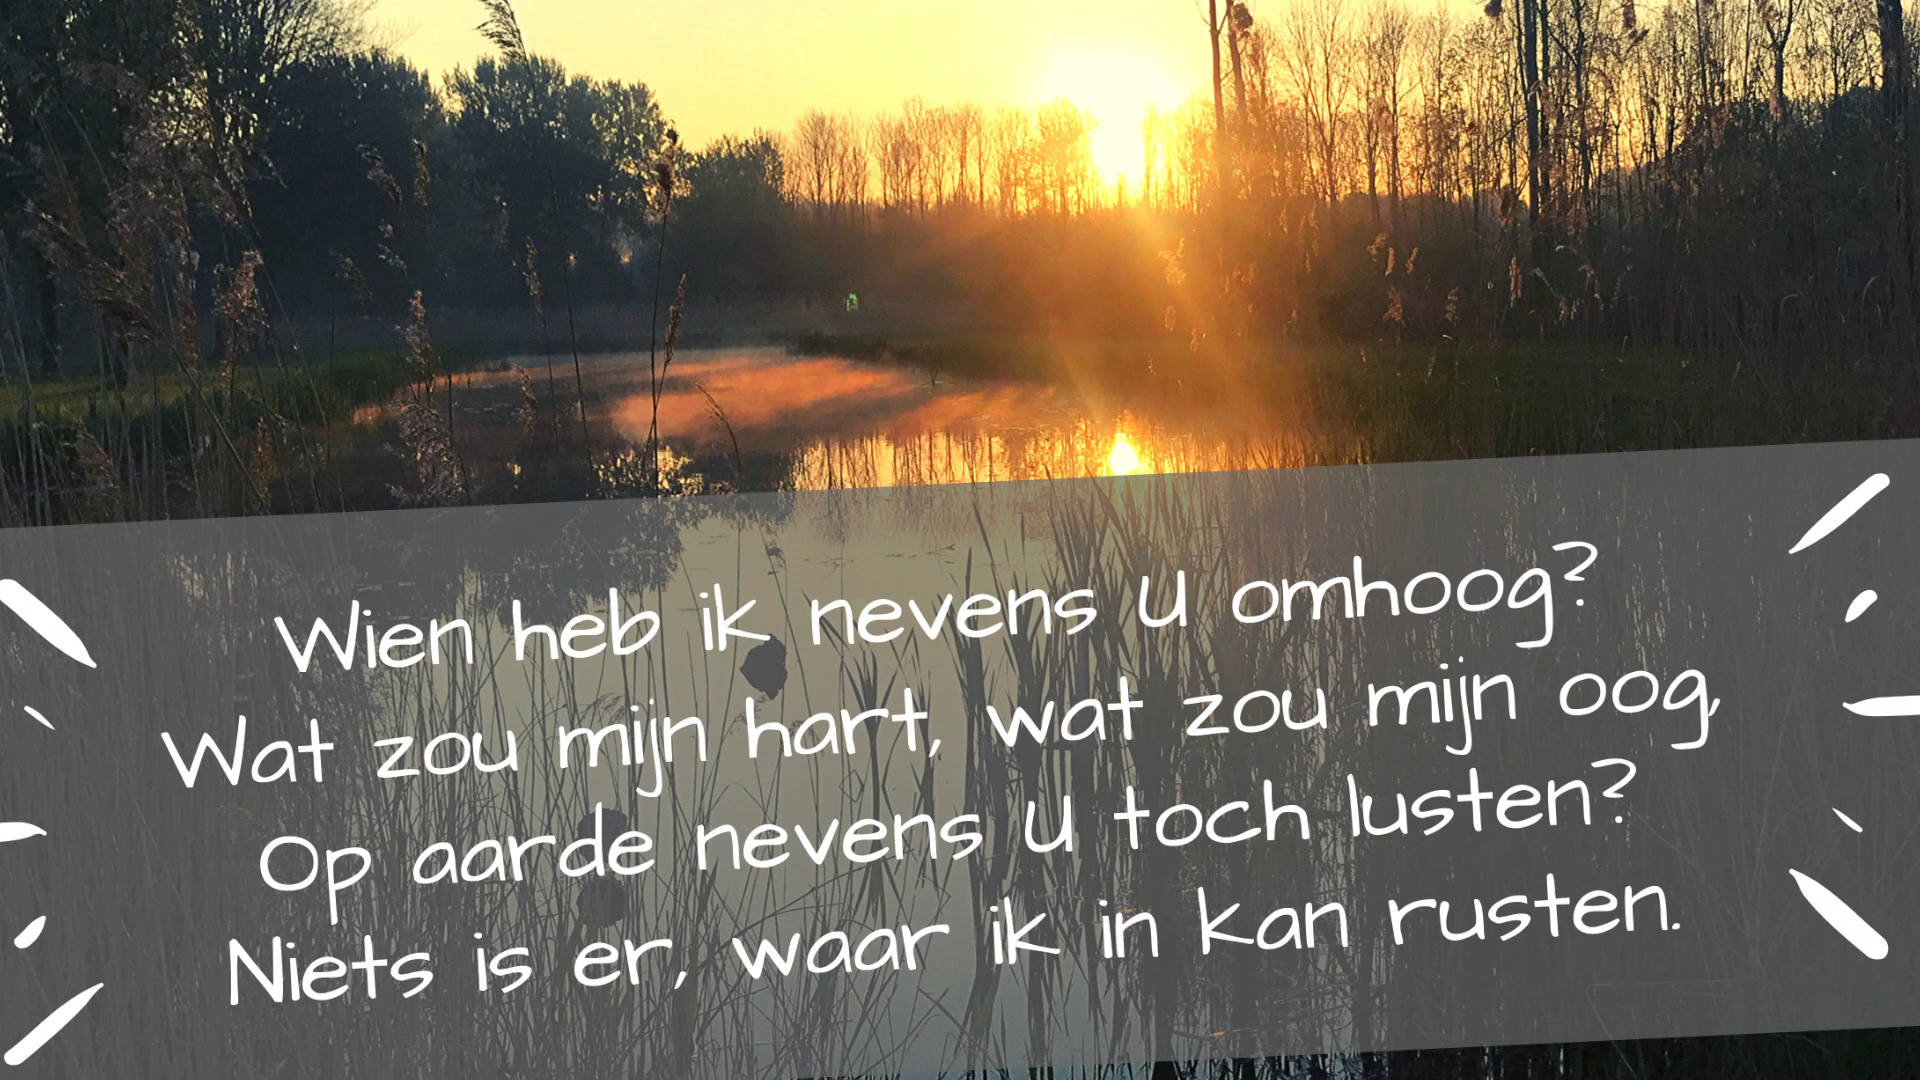 Wien heb ik nevens U omhoog?
Wat zou mijn hart, wat zou mijn oog,
Op aarde nevens U toch lusten?
Niets is er, waar ik in kan rusten.